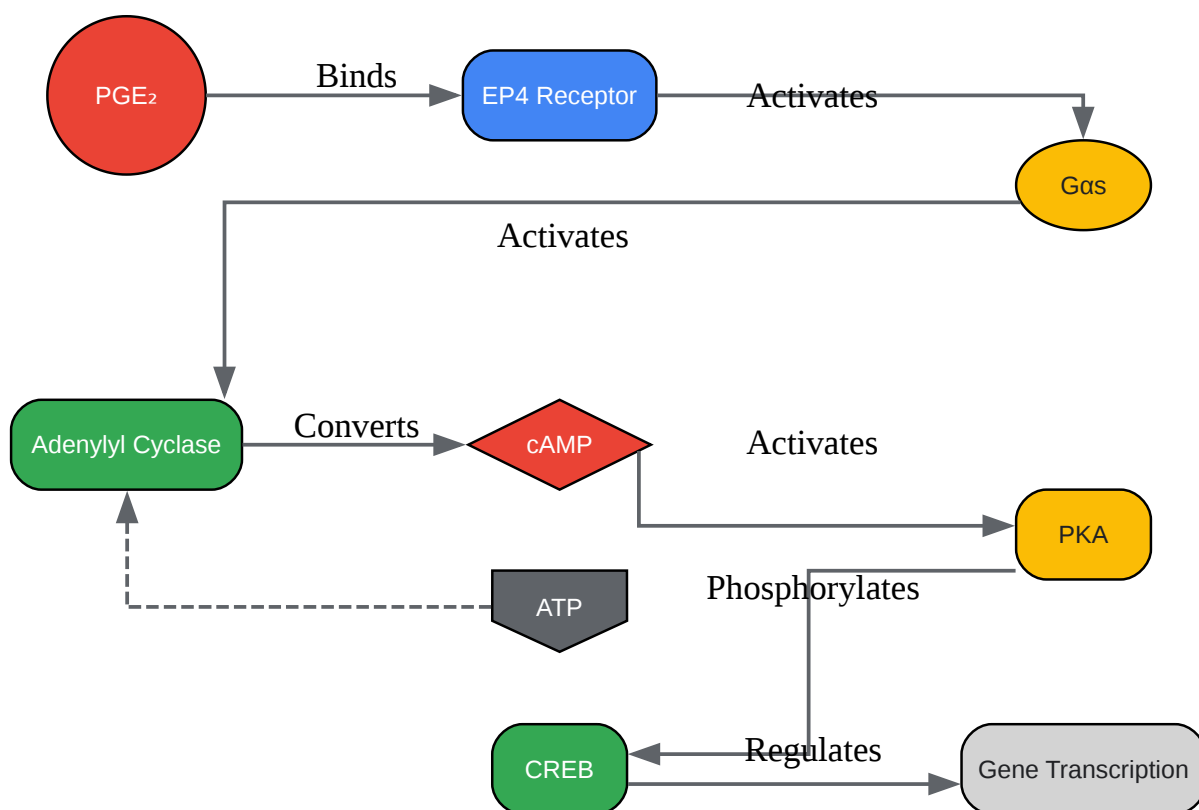 PGE₂
Binds
EP4 Receptor
Activates
Gαs
Activates
Adenylyl Cyclase
Converts
cAMP
Activates
PKA
Phosphorylates
ATP
CREB
Regulates
Gene Transcription